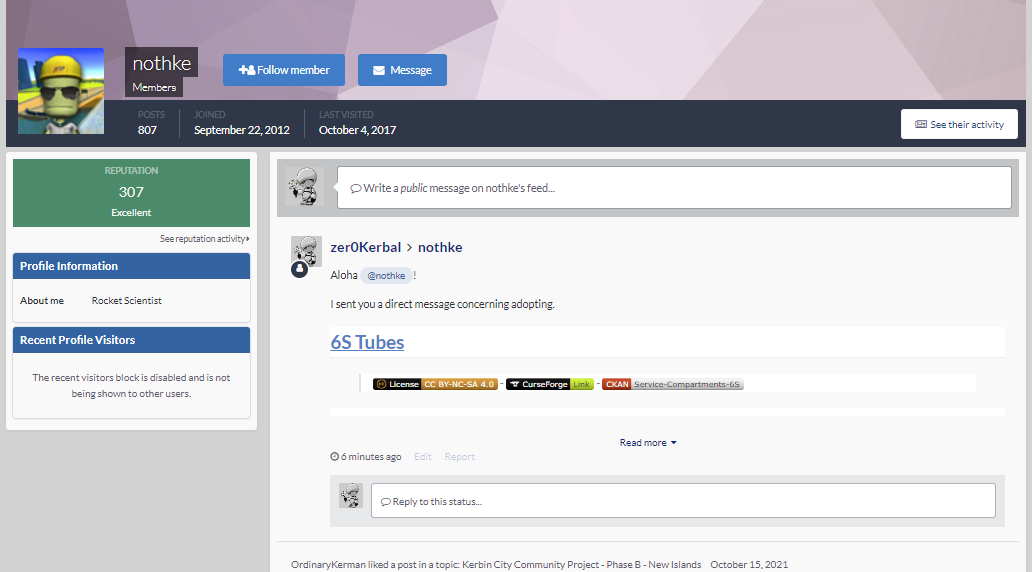 nothke
Members
Follow member
Message
POSTS
807
JOINED
September 22, 2012
LAST VISITED
October 4, 2017
See their activity
REPUTATION
307
Excellent
See reputation activity
Profile Information
About me Rocket Scientist
Recent Profile Visitors
The recent visitors block is disabled and is not
being shown to other users.
Write a public message on nothke's feed...
zer0Kerbal > nothke
Aloha @nothke !
I sent you a direct message concerning adopting.
6S Tubes
License CC BY-NC-SA 4.0 - CurseForge Link - CKAN Service-Compartments-6S
Read more
6 minutes ago Edit Report
Reply to this status...
OrdinaryKerman liked a post in a topic: Kerbin City Community Project - Phase B - New Islands October 15, 2021